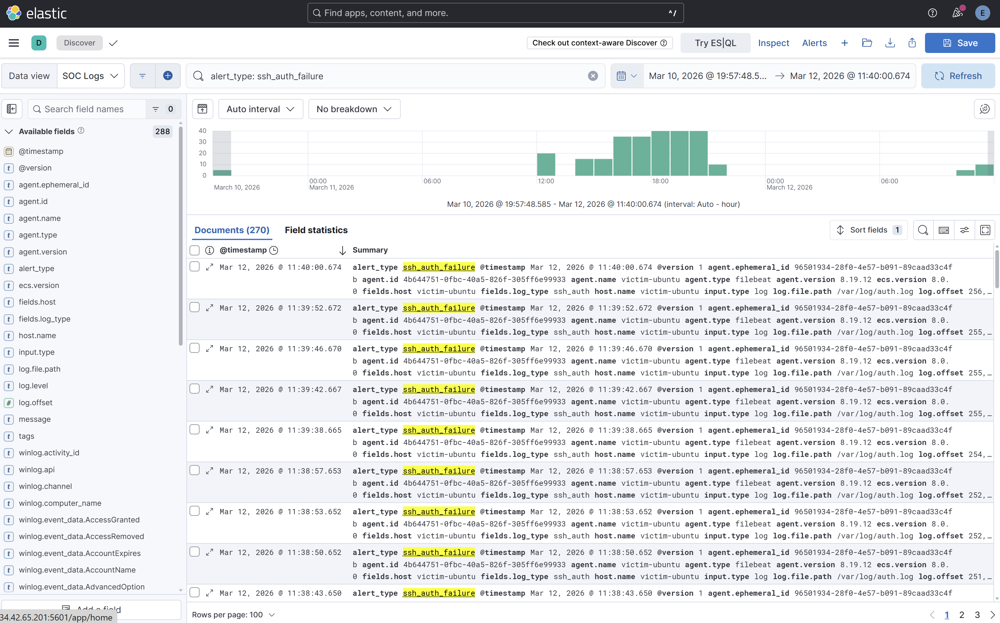 elastic
Find apps, content, and more.
^ /
E
D
Discover
Check out context-aware Discover
Try ES|QL
Inspect
Alerts
Save
Data view
SOC Logs
alert_type: ssh_auth_failure
Mar 10, 2026 @ 19:57:48.5...
Mar 12, 2026 @ 11:40:00.674
Refresh
Search field names
0
Available fields
288
@timestamp
@version
agent.ephemeral_id
agent.id
agent.name
agent.type
agent.version
alert_type
ecs.version
fields.host
fields.log_type
host.name
input.type
log.file.path
log.level
log.offset
message
tags
winlog.activity_id
winlog.api
winlog.channel
winlog.computer_name
winlog.event_data.AccessGranted
winlog.event_data.AccessRemoved
winlog.event_data.AccountExpires
winlog.event_data.AccountName
winlog.event_data.AdvancedOption
Add a field
34.42.65.201:5601/app/home
Auto interval
No breakdown
40
30
20
10
0
00:00
06:00
12:00
18:00
00:00
06:00
March 10, 2026
March 11, 2026
March 12, 2026
Mar 10, 2026 @ 19:57:48.585 - Mar 12, 2026 @ 11:40:00.674 (interval: Auto - hour)
Documents (270)
Field statistics
Sort fields 1
@timestamp
Summary
Mar 12, 2026 @ 11:40:00.674 alert_type ssh_auth_failure @timestamp Mar 12, 2026 @ 11:40:00.674 @version 1 agent.ephemeral_id 96501934-28f0-4e57-b091-89caad33c4f
b agent.id 4b644751-0fbc-40a5-826f-305ff6e99933 agent.name victim-ubuntu agent.type filebeat agent.version 8.19.12 ecs.version 8.0.
0 fields.host victim-ubuntu fields.log_type ssh_auth host.name victim-ubuntu input.type log log.file.path /var/log/auth.log log.offset 256,…
Mar 12, 2026 @ 11:39:52.672 alert_type ssh_auth_failure @timestamp Mar 12, 2026 @ 11:39:52.672 @version 1 agent.ephemeral_id 96501934-28f0-4e57-b091-89caad33c4f
b agent.id 4b644751-0fbc-40a5-826f-305ff6e99933 agent.name victim-ubuntu agent.type filebeat agent.version 8.19.12 ecs.version 8.0.
0 fields.host victim-ubuntu fields.log_type ssh_auth host.name victim-ubuntu input.type log log.file.path /var/log/auth.log log.offset 255,…
Mar 12, 2026 @ 11:39:46.670 alert_type ssh_auth_failure @timestamp Mar 12, 2026 @ 11:39:46.670 @version 1 agent.ephemeral_id 96501934-28f0-4e57-b091-89caad33c4f
b agent.id 4b644751-0fbc-40a5-826f-305ff6e99933 agent.name victim-ubuntu agent.type filebeat agent.version 8.19.12 ecs.version 8.0.
0 fields.host victim-ubuntu fields.log_type ssh_auth host.name victim-ubuntu input.type log log.file.path /var/log/auth.log log.offset 255,…
Mar 12, 2026 @ 11:39:42.667 alert_type ssh_auth_failure @timestamp Mar 12, 2026 @ 11:39:42.667 @version 1 agent.ephemeral_id 96501934-28f0-4e57-b091-89caad33c4f
b agent.id 4b644751-0fbc-40a5-826f-305ff6e99933 agent.name victim-ubuntu agent.type filebeat agent.version 8.19.12 ecs.version 8.0.
0 fields.host victim-ubuntu fields.log_type ssh_auth host.name victim-ubuntu input.type log log.file.path /var/log/auth.log log.offset 255,…
Mar 12, 2026 @ 11:39:38.665 alert_type ssh_auth_failure @timestamp Mar 12, 2026 @ 11:39:38.665 @version 1 agent.ephemeral_id 96501934-28f0-4e57-b091-89caad33c4f
b agent.id 4b644751-0fbc-40a5-826f-305ff6e99933 agent.name victim-ubuntu agent.type filebeat agent.version 8.19.12 ecs.version 8.0.
0 fields.host victim-ubuntu fields.log_type ssh_auth host.name victim-ubuntu input.type log log.file.path /var/log/auth.log log.offset 254,…
Mar 12, 2026 @ 11:38:57.653 alert_type ssh_auth_failure @timestamp Mar 12, 2026 @ 11:38:57.653 @version 1 agent.ephemeral_id 96501934-28f0-4e57-b091-89caad33c4f
b agent.id 4b644751-0fbc-40a5-826f-305ff6e99933 agent.name victim-ubuntu agent.type filebeat agent.version 8.19.12 ecs.version 8.0.
0 fields.host victim-ubuntu fields.log_type ssh_auth host.name victim-ubuntu input.type log log.file.path /var/log/auth.log log.offset 252,…
Mar 12, 2026 @ 11:38:53.652 alert_type ssh_auth_failure @timestamp Mar 12, 2026 @ 11:38:53.652 @version 1 agent.ephemeral_id 96501934-28f0-4e57-b091-89caad33c4f
b agent.id 4b644751-0fbc-40a5-826f-305ff6e99933 agent.name victim-ubuntu agent.type filebeat agent.version 8.19.12 ecs.version 8.0.
0 fields.host victim-ubuntu fields.log_type ssh_auth host.name victim-ubuntu input.type log log.file.path /var/log/auth.log log.offset 252,…
Mar 12, 2026 @ 11:38:50.652 alert_type ssh_auth_failure @timestamp Mar 12, 2026 @ 11:38:50.652 @version 1 agent.ephemeral_id 96501934-28f0-4e57-b091-89caad33c4f
b agent.id 4b644751-0fbc-40a5-826f-305ff6e99933 agent.name victim-ubuntu agent.type filebeat agent.version 8.19.12 ecs.version 8.0.
0 fields.host victim-ubuntu fields.log_type ssh_auth host.name victim-ubuntu input.type log log.file.path /var/log/auth.log log.offset 251,…
Mar 12, 2026 @ 11:38:43.650 alert_type ssh_auth_failure @timestamp Mar 12, 2026 @ 11:38:43.650 @version 1 agent.ephemeral_id 96501934-28f0-4e57-b091-89caad33c4f
Rows per page: 100
1 2 3